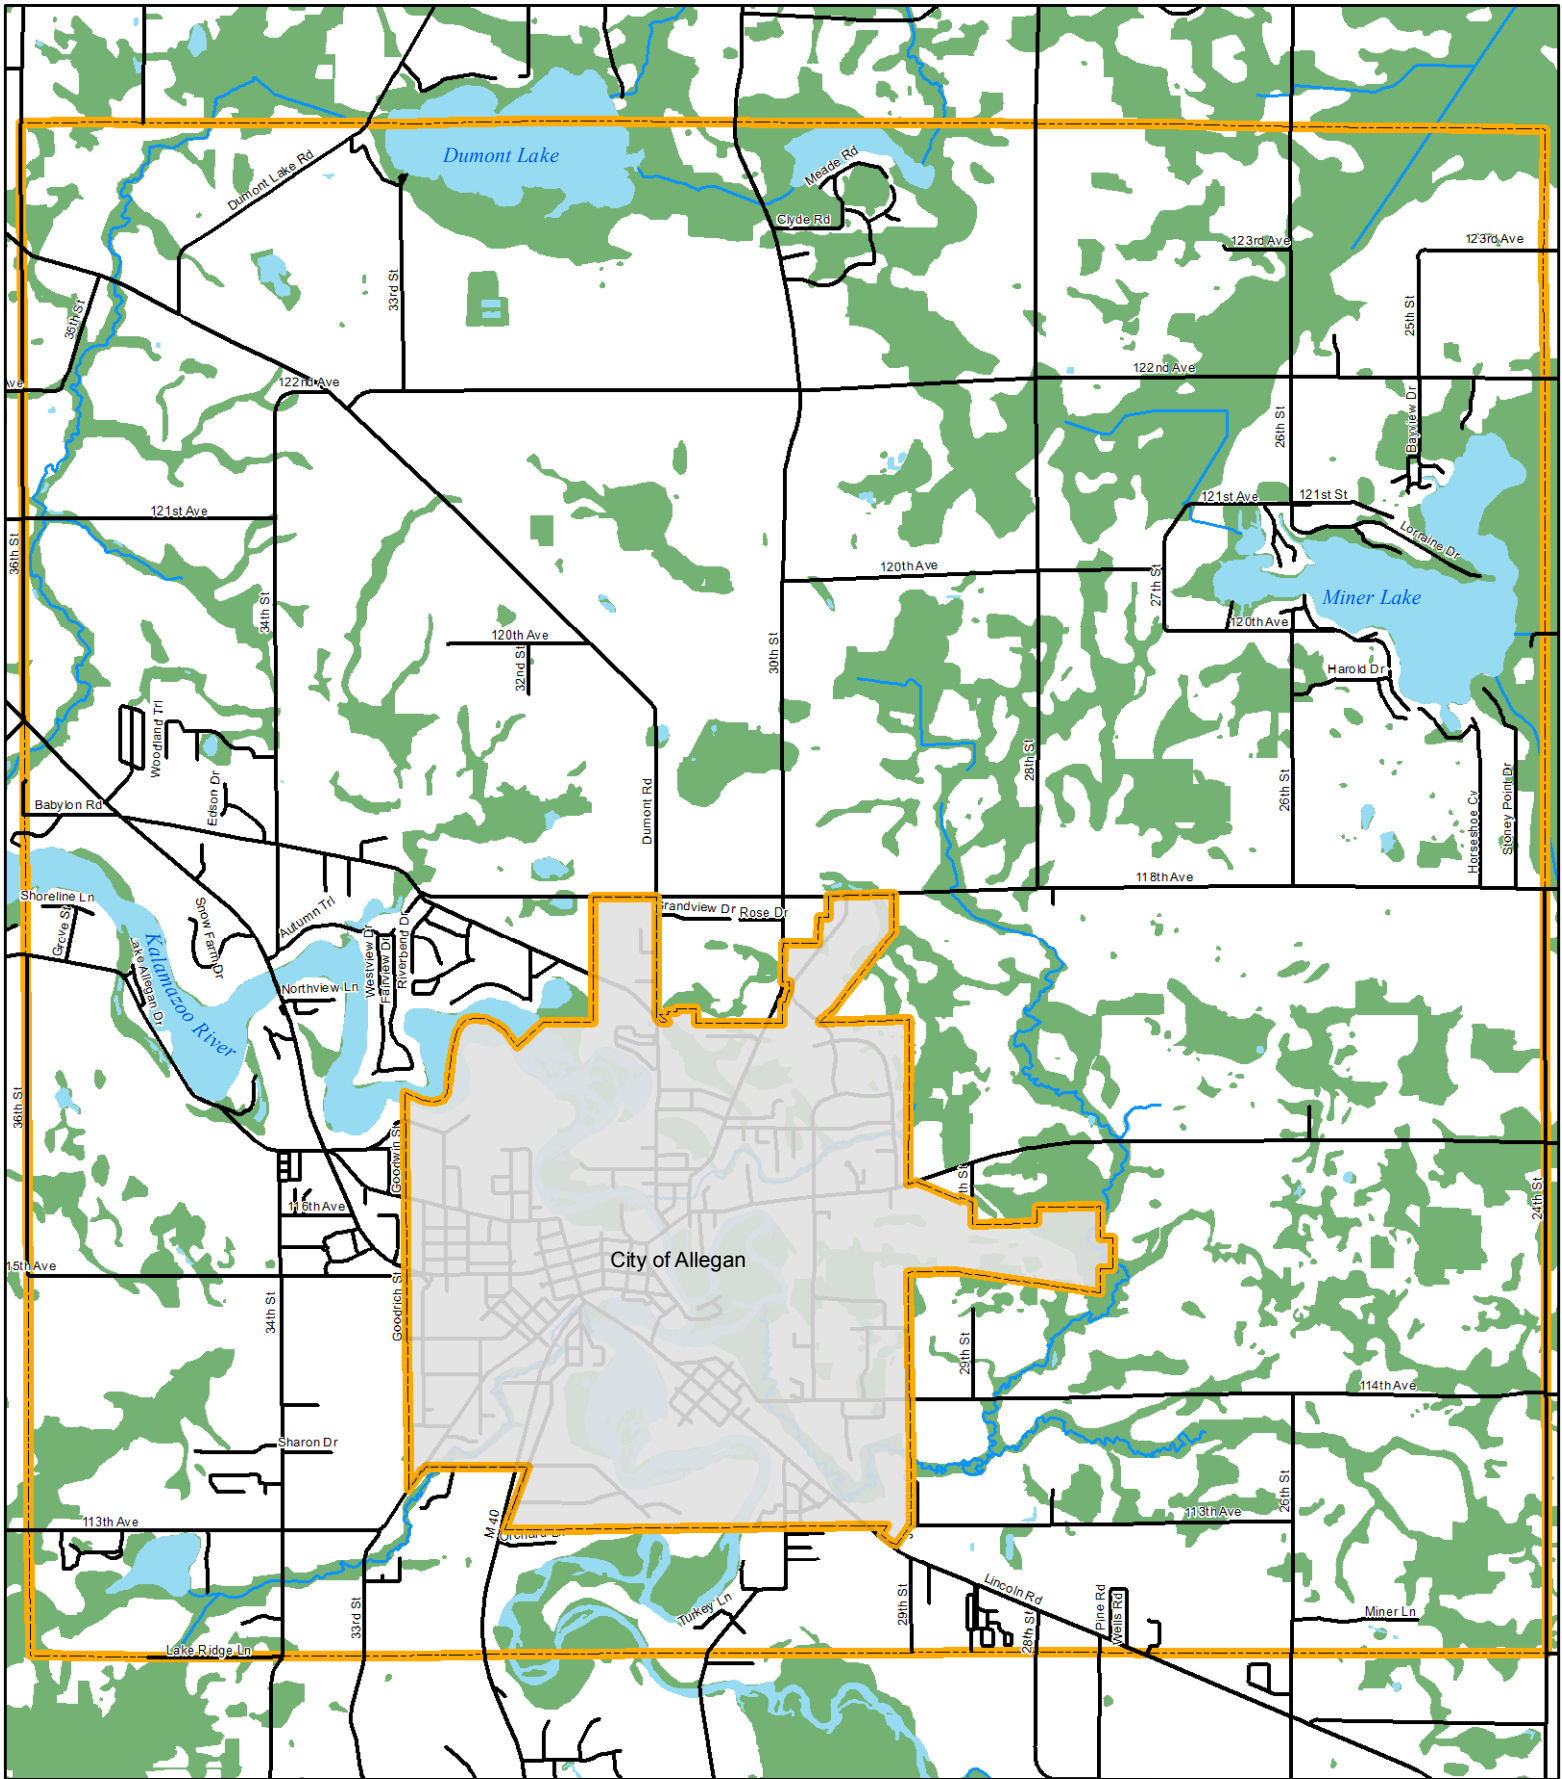 Dumont Lake
Meade Rd
Dumont Lake Rd
Clyde Rd
123rd Ave
123rd Ave
33rd St
25th St
35th St
122nd Ave
122nd Ave
Ave
Bayview Dr
26th St
121st Ave
121st St
121st Ave
Lorraine Dr
36th St
120th Ave
27th St
Miner Lake
34th St
120th Ave
120th Ave
30th St
32nd St
Harold Dr
Woodland Trl
28th St
26th St
Edson Dr
Babylon Rd
Dumont Rd
Horseshoe Cv
Stoney Point Dr
118th Ave
Shoreline Ln
Grandview Dr
Rose Dr
Snow Farm Dr
Autumn Trl
Grove St
Kalamazoo River
Lake Allegan Dr
Westview Dr
Fairview Dr
Riverbend Dr
Northview Ln
36th St
Goodwin St
116th Ave
th St
24th St
City of Allegan
15th Ave
34th St
Goodrich St
29th St
114th Ave
Sharon Dr
26th St
113th Ave
113th Ave
M 40
Orchard Ln
Lincoln Rd
29th St
Pine Rd
Wells Rd
Turkey Ln
33rd St
28th St
Miner Ln
Lake Ridge Ln